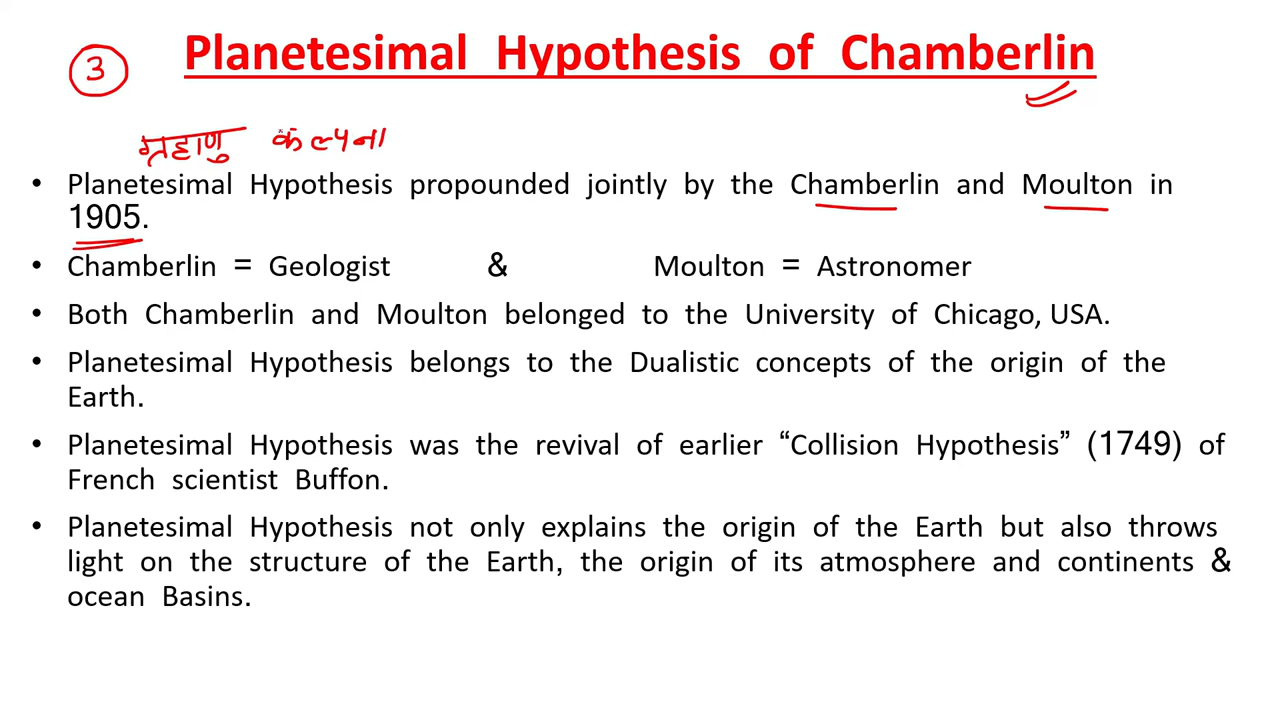 3
Planetesimal Hypothesis of Chamberlin
ग्रहाणु कल्पना
• Planetesimal Hypothesis propounded jointly by the Chamberlin and Moulton in
1905.
• Chamberlin = Geologist & Moulton = Astronomer
• Both Chamberlin and Moulton belonged to the University of Chicago, USA.
• Planetesimal Hypothesis belongs to the Dualistic concepts of the origin of the
Earth.
• Planetesimal Hypothesis was the revival of earlier “Collision Hypothesis” (1749) of
French scientist Buffon.
• Planetesimal Hypothesis not only explains the origin of the Earth but also throws
light on the structure of the Earth, the origin of its atmosphere and continents &
ocean Basins.